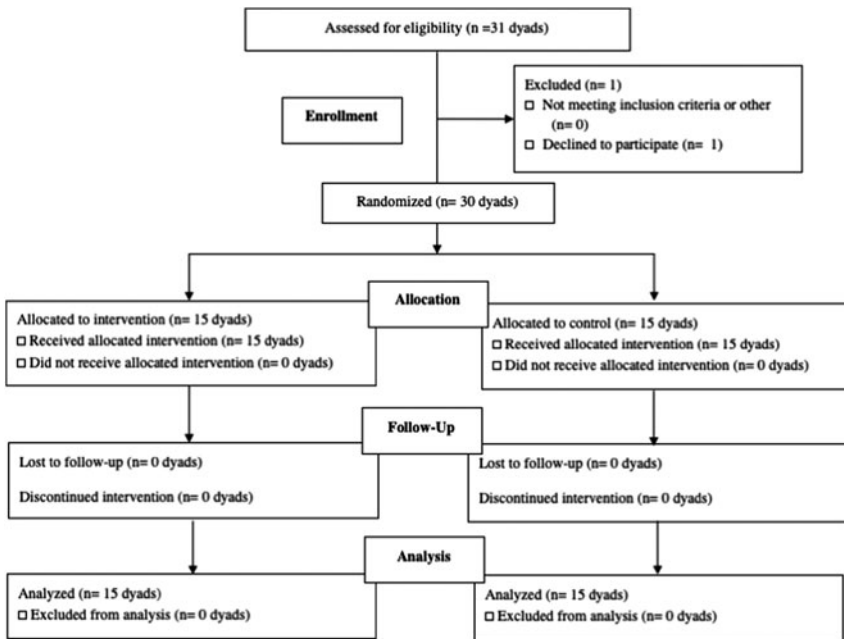 Assessed for eligibility (n =31 dyads)
Excluded (n= 1)
□ Not meeting inclusion criteria or other
(n= 0)
□ Declined to participate (n= 1)
Enrollment
Randomized (n= 30 dyads)
Allocation
Allocated to intervention (n= 15 dyads)
□ Received allocated intervention (n= 15 dyads)
□ Did not receive allocated intervention (n= 0 dyads)
Allocated to control (n= 15 dyads)
□ Received allocated intervention (n= 15 dyads)
□ Did not receive allocated intervention (n= 0 dyads)
Follow-Up
Lost to follow-up (n= 0 dyads)
Discontinued intervention (n= 0 dyads)
Lost to follow-up (n= 0 dyads)
Discontinued intervention (n= 0 dyads)
Analysis
Analyzed (n= 15 dyads)
□ Excluded from analysis (n= 0 dyads)
Analyzed (n= 15 dyads)
□ Excluded from analysis (n= 0 dyads)